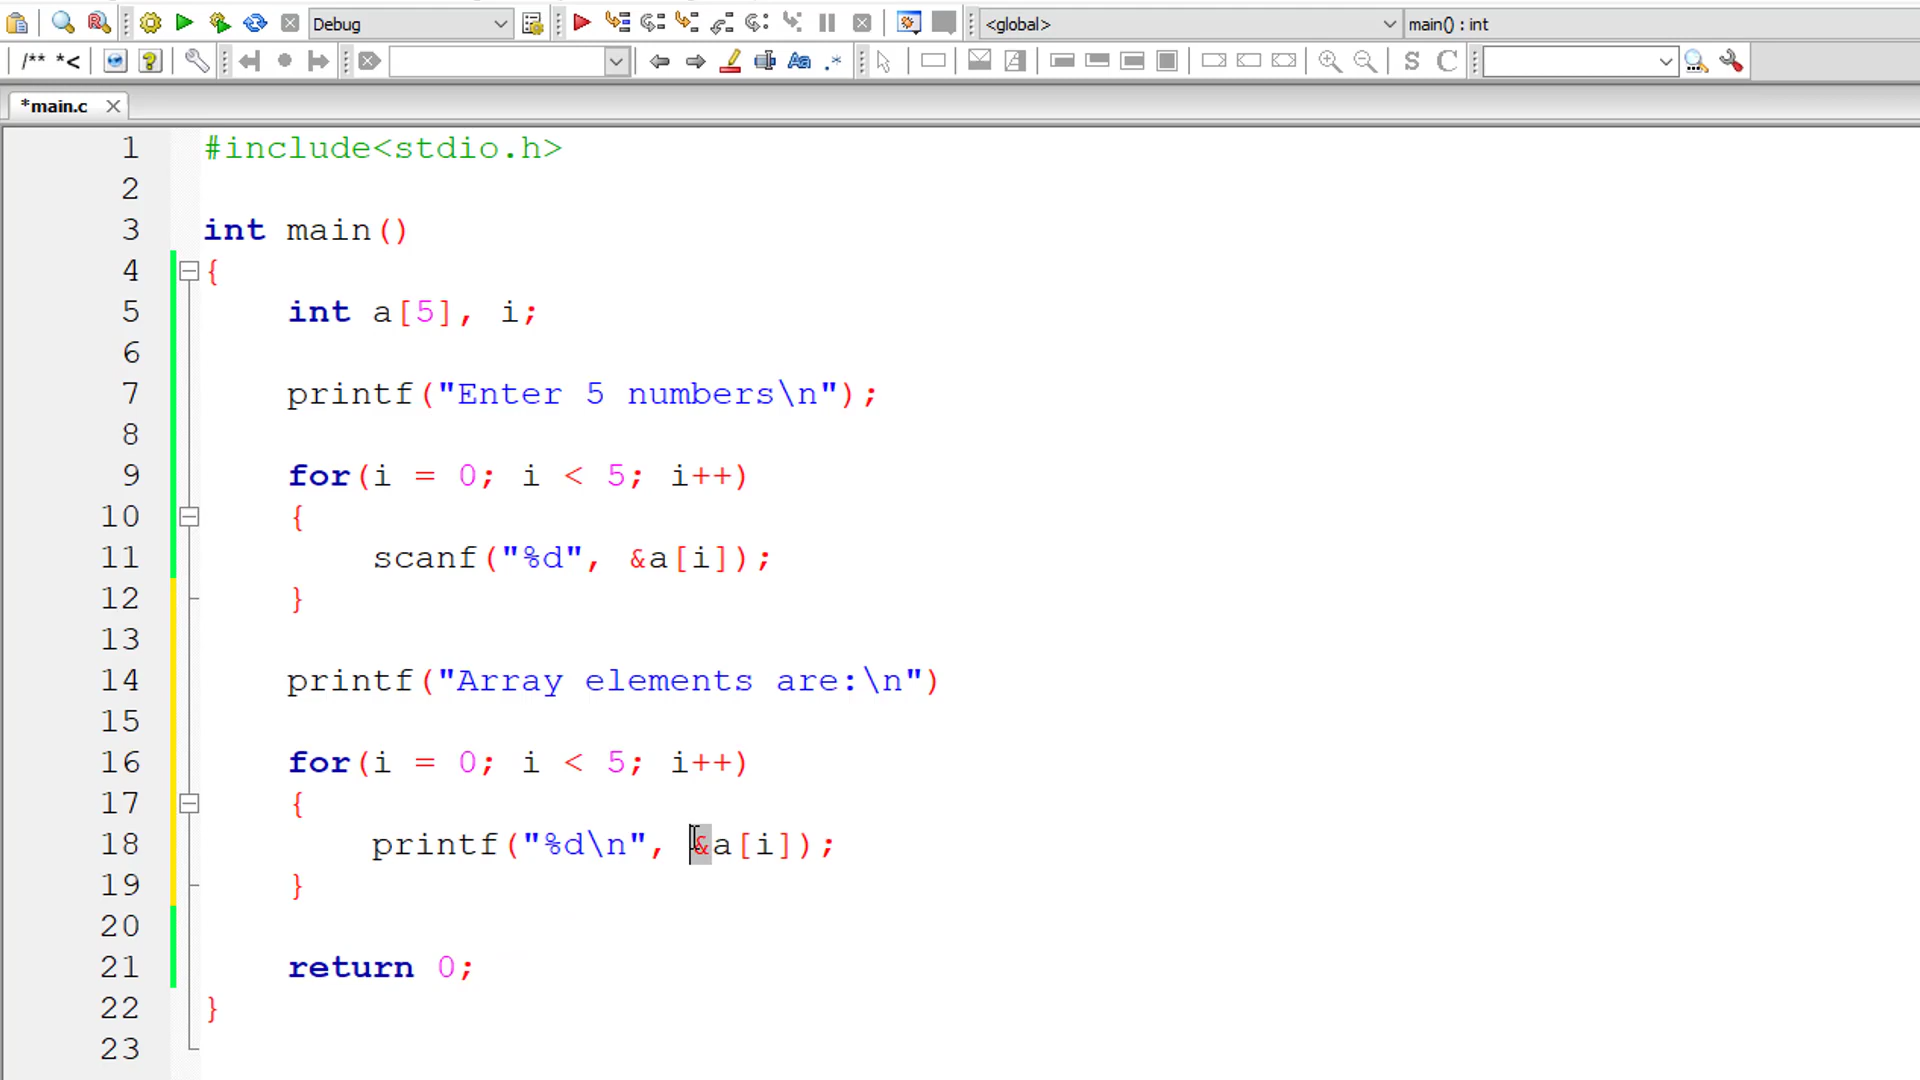 Debug
<global>
main() : int
/** *<
Aa
.*
S
C
*main.c
1 #include<stdio.h>
2
3 int main()
4 {
5 int a[5], i;
6
7 printf("Enter 5 numbers\n");
8
9 for(i = 0; i < 5; i++)
10 {
11 scanf("%d", &a[i]);
12 }
13
14 printf("Array elements are:\n")
15
16 for(i = 0; i < 5; i++)
17 {
18 printf("%d\n", &a[i]);
19 }
20
21 return 0;
22 }
23